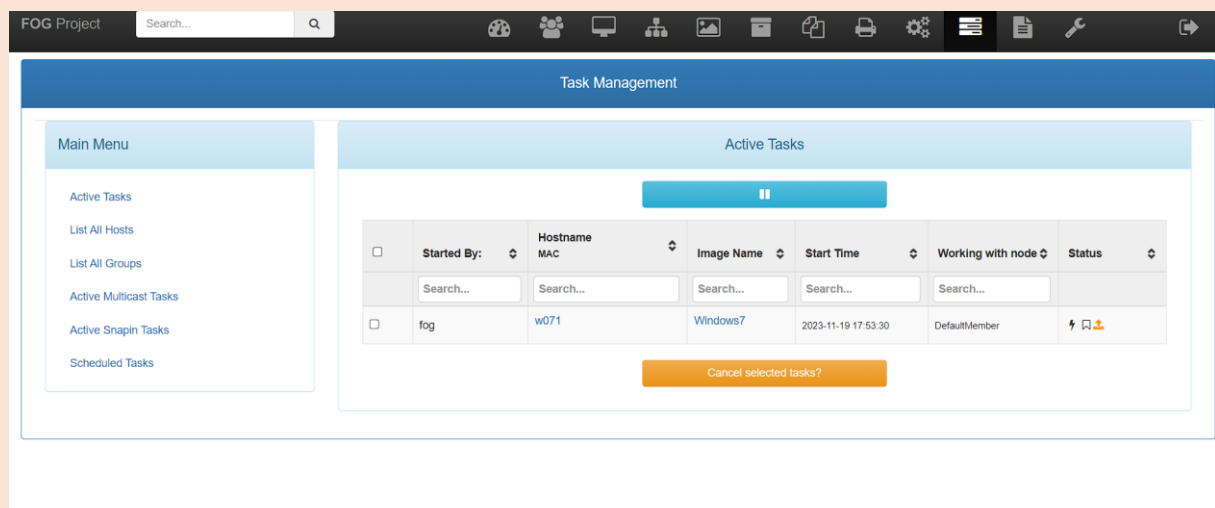 FOG Project Search...
Task Management
Main Menu
Active Tasks
List All Hosts
List All Groups
Active Multicast Tasks
Active Snapin Tasks
Scheduled Tasks
Active Tasks
Started By: Hostname MAC Image Name Start Time Working with node Status
Search... Search... Search... Search... Search...
fog w071 Windows7 2023-11-19 17:53:30 DefaultMember
Cancel selected tasks?